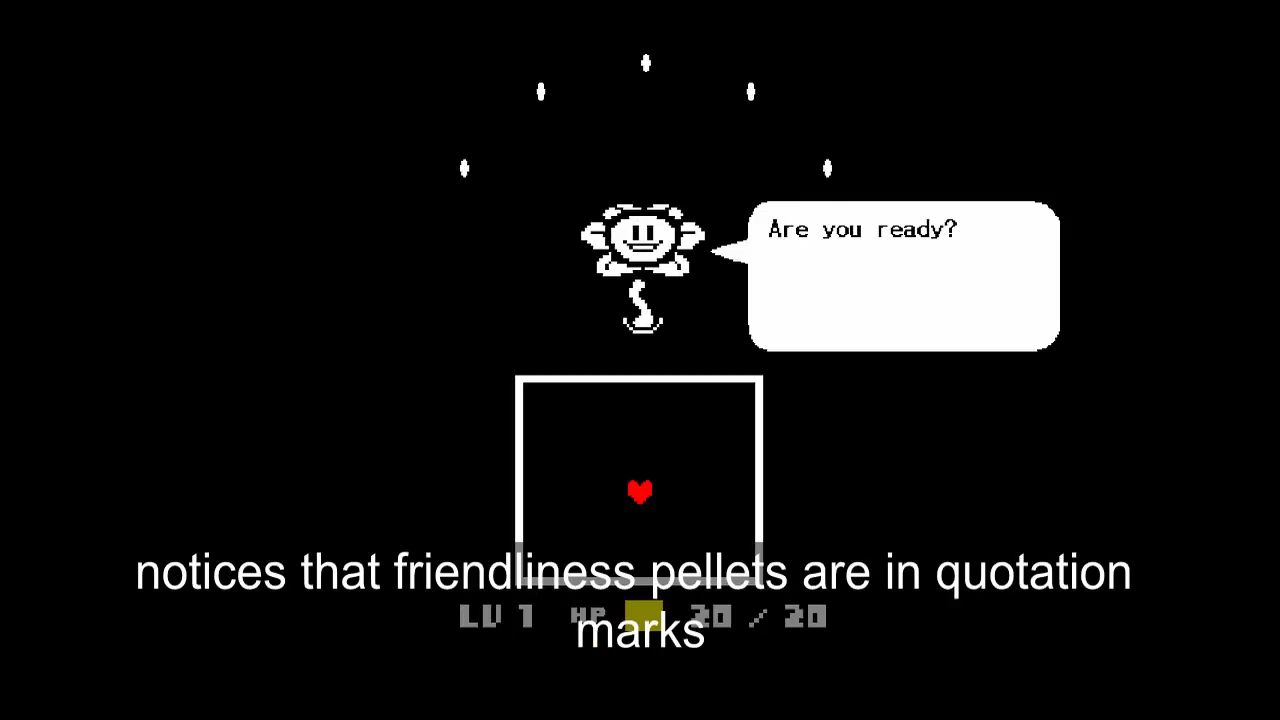 Are you ready?
notices that friendliness pellets are in quotation
LV 1 HP 20 / 20
marks